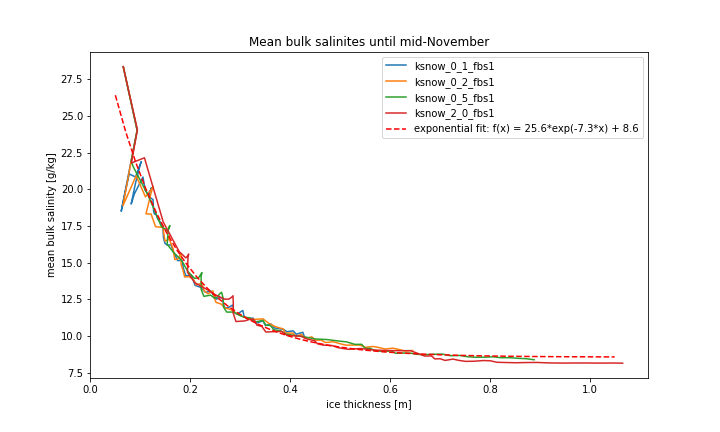 Mean bulk salinites until mid-November
ksnow_0_1_fbs1
ksnow_0_2_fbs1
ksnow_0_5_fbs1
ksnow_2_0_fbs1
exponential fit: f(x) = 25.6*exp(-7.3*x) + 8.6
mean bulk salinity [g/kg]
27.5
25.0
22.5
20.0
17.5
15.0
12.5
10.0
7.5
0.0 0.2 0.4 0.6 0.8 1.0
ice thickness [m]